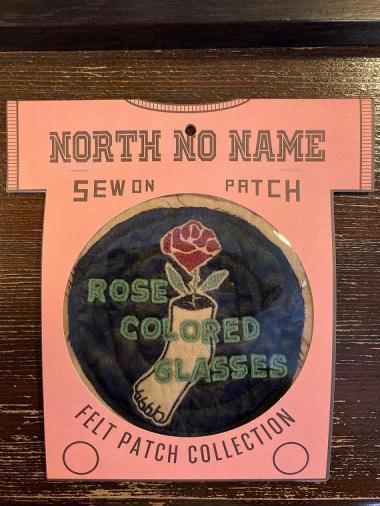 NORTH NO NAME
SEW ON PATCH
ROSE
COLORED
GLASSES
FELT PATCH COLLECTION